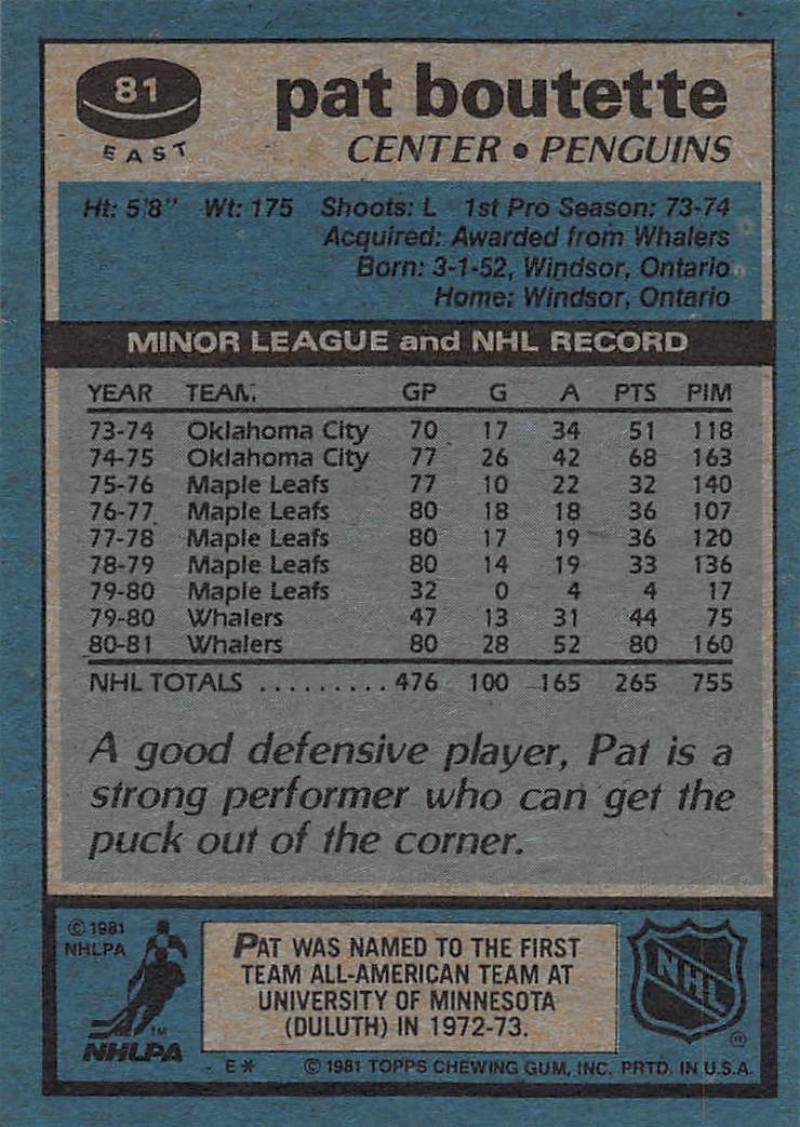 81
EAST
pat boutette
CENTER • PENGUINS
Ht: 5'8" Wt: 175 Shoots: L 1st Pro Season: 73-74
Acquired: Awarded from Whalers
Born: 3-1-52, Windsor, Ontario
Home: Windsor, Ontario
MINOR LEAGUE and NHL RECORD
YEAR TEAM GP G A PTS PIM
73-74 Oklahoma City 70 17 34 51 118
74-75 Oklahoma City 77 26 42 68 163
75-76 Maple Leafs 77 10 22 32 140
76-77 Maple Leafs 80 18 18 36 107
77-78 Maple Leafs 80 17 19 36 120
78-79 Maple Leafs 80 14 19 33 136
79-80 Maple Leafs 32 0 4 4 17
79-80 Whalers 47 13 31 44 75
80-81 Whalers 80 28 52 80 160
NHL TOTALS .......... 476 100 165 265 755
A good defensive player, Pat is a
strong performer who can get the
puck out of the corner.
© 1981
NHLPA
TM
NHLPA
PAT WAS NAMED TO THE FIRST
TEAM ALL-AMERICAN TEAM AT
UNIVERSITY OF MINNESOTA
(DULUTH) IN 1972-73.
NHL
®
E* © 1981 TOPPS CHEWING GUM, INC. PRTD. IN U.S.A.